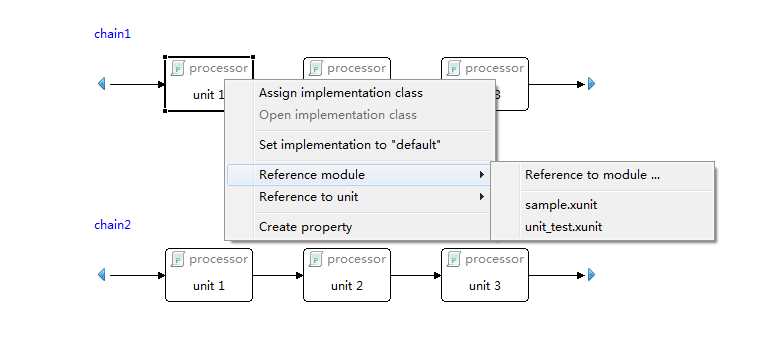 chain1
processor
unit 1
processor
processor
3
Assign implementation class
Open implementation class
Set implementation to "default"
Reference module
Reference to unit
Create property
Reference to module ...
sample.xunit
unit_test.xunit
chain2
processor
unit 1
processor
unit 2
processor
unit 3